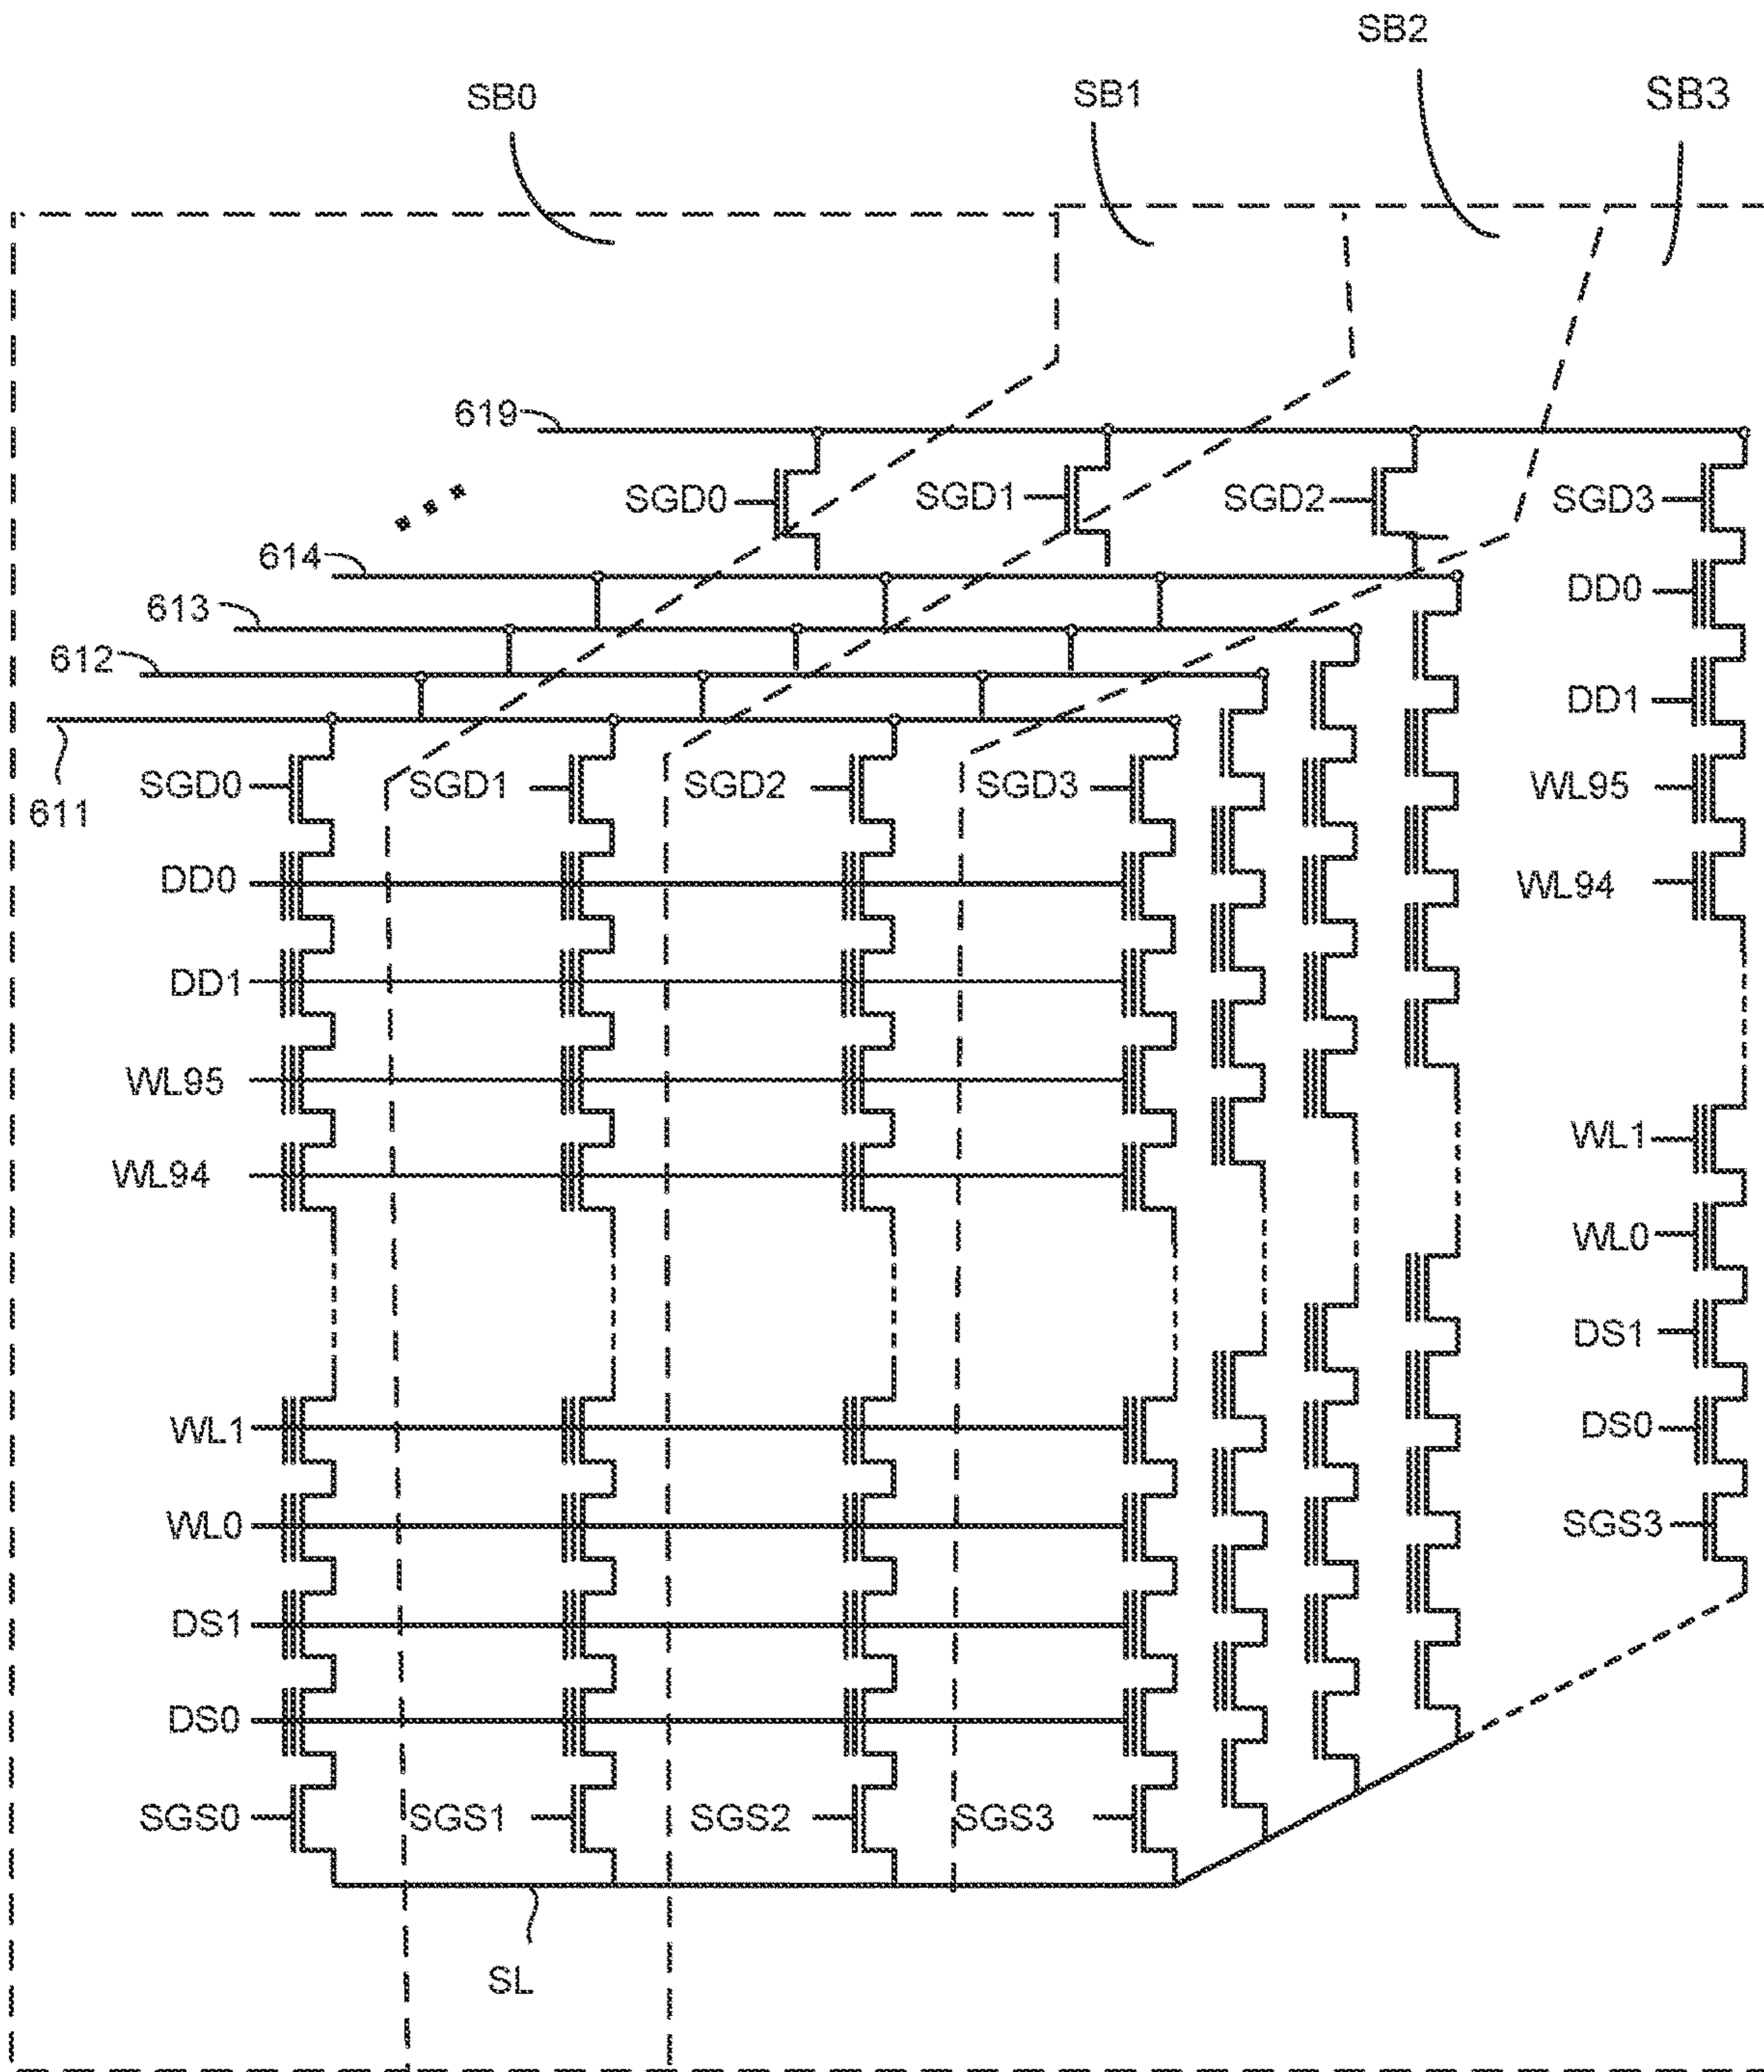 SB0
SB1
SB2
SB3
619
SGD0
SGD1
SGD2
SGD3
614
613
612
611
DD0
DD1
WL95
WL94
WL1
WL0
DS1
DS0
SGS3
SGD0
SGD1
SGD2
SGD3
DD0
DD1
WL95
WL94
WL1
WL0
DS1
DS0
SGS0
SGS1
SGS2
SGS3
SL